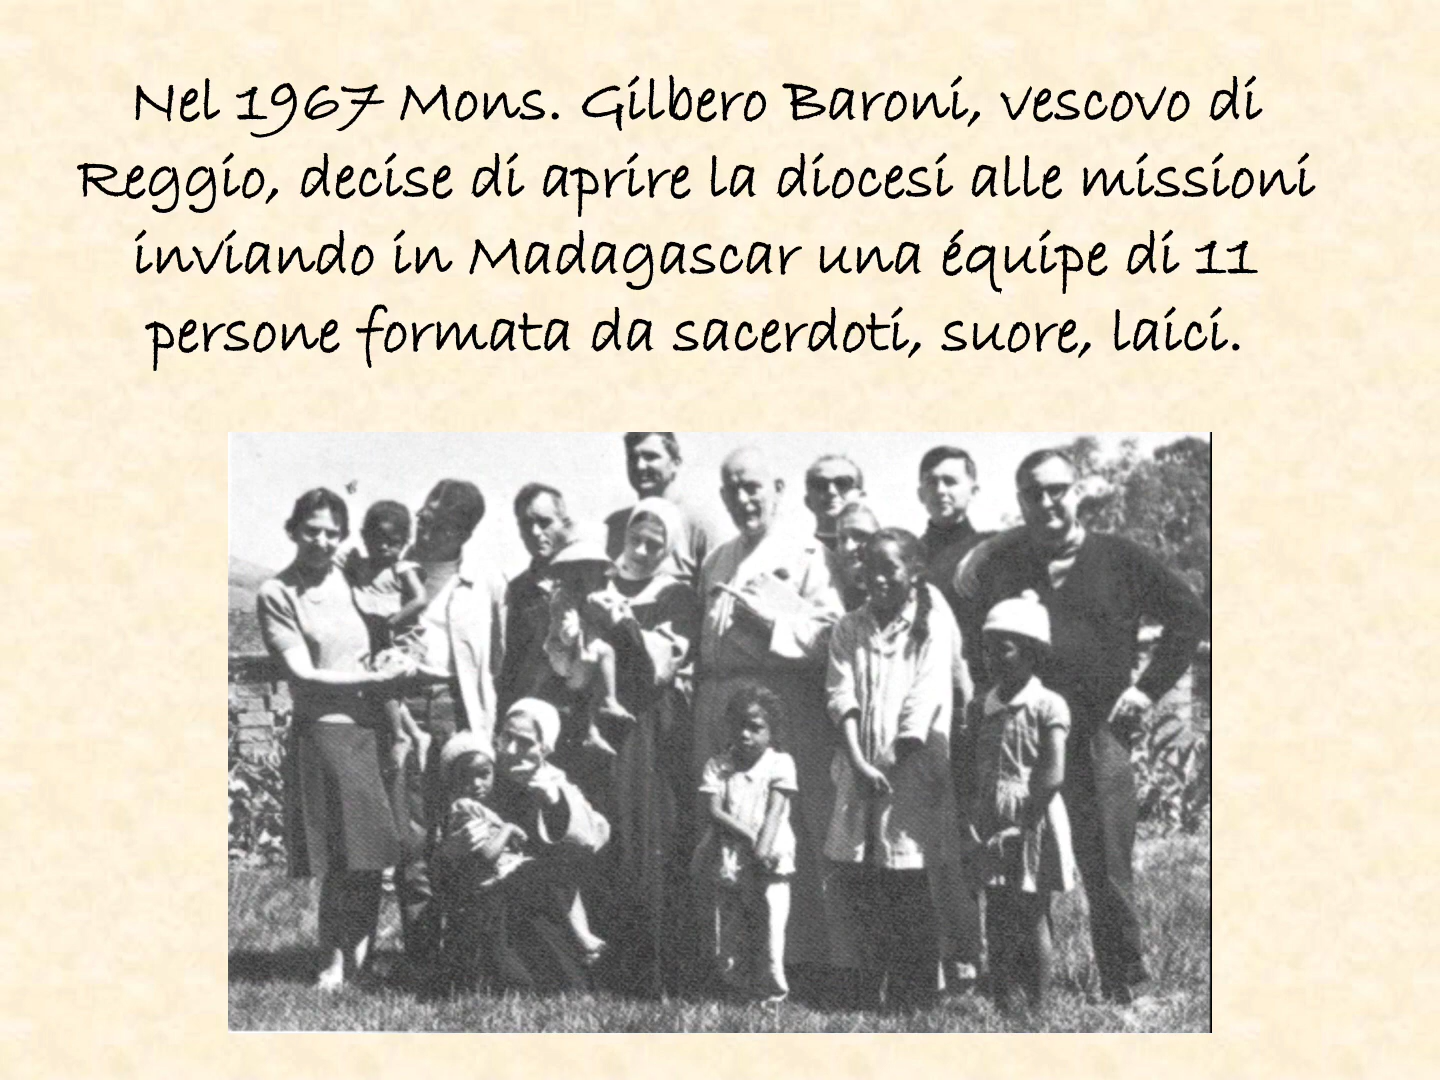 Nel 1967 Mons. Gilbero Baroni, vescovo di
Reggio, decise di aprire la diocesi alle missioni
inviando in Madagascar una équipe di 11
persone formata da sacerdoti, suore, laici.